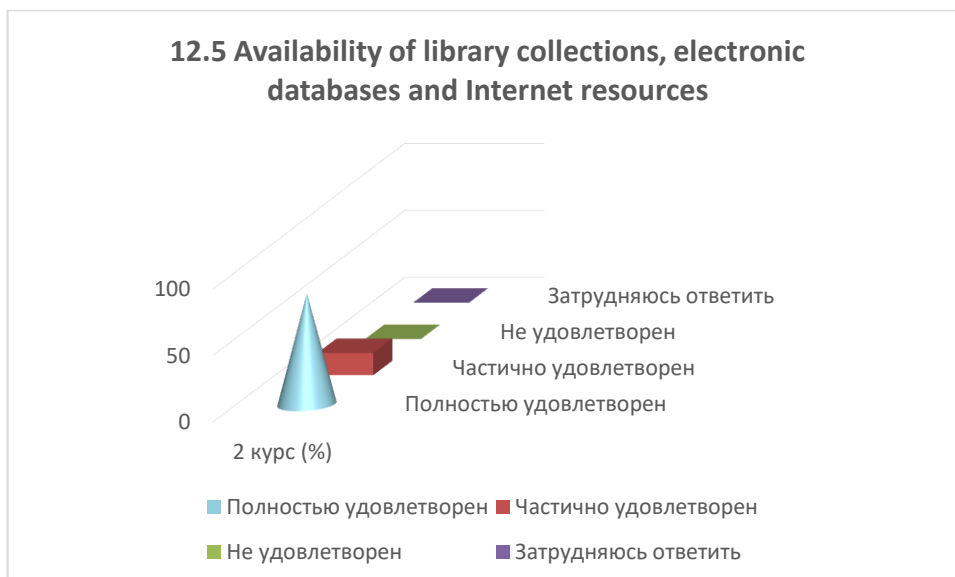 12.5 Availability of library collections, electronic
databases and Internet resources
100
50
0
Затрудняюсь ответить
Не удовлетворен
Частично удовлетворен
Полностью удовлетворен
2 курс (%)
Полностью удовлетворен Частично удовлетворен
Не удовлетворен Затрудняюсь ответить